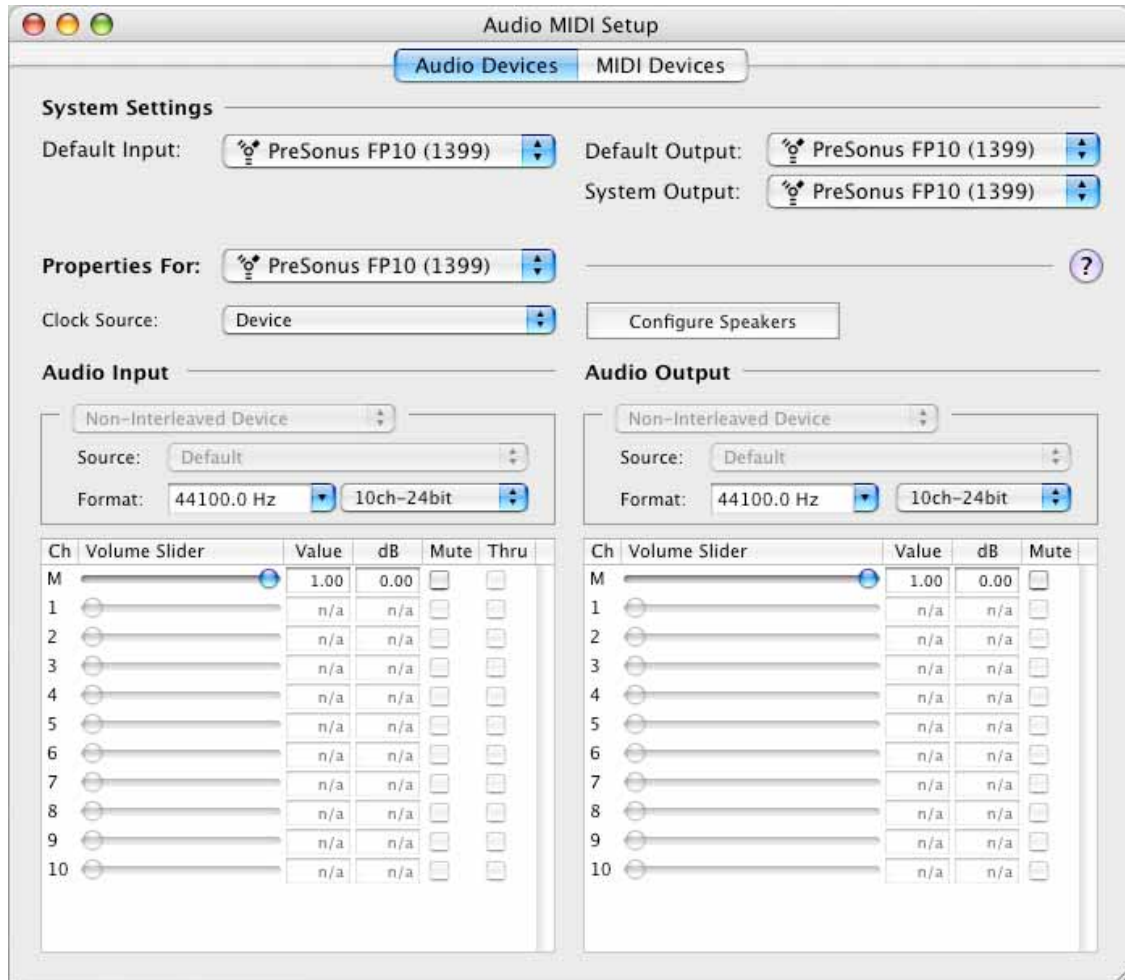 Audio MIDI Setup
Audio Devices MIDI Devices
System Settings
Default Input: PreSonus FP10 (1399) Default Output: PreSonus FP10 (1399)
System Output: PreSonus FP10 (1399)
Properties For: PreSonus FP10 (1399) ?
Clock Source: Device Configure Speakers
Audio Input Audio Output
Non-Interleaved Device Non-Interleaved Device
Source: Default Source: Default
Format: 44100.0 Hz 10ch-24bit Format: 44100.0 Hz 10ch-24bit
Ch Volume Slider Value dB Mute Thru Ch Volume Slider Value dB Mute
M 1.00 0.00 M 1.00 0.00
1 n/a n/a 1 n/a n/a
2 n/a n/a 2 n/a n/a
3 n/a n/a 3 n/a n/a
4 n/a n/a 4 n/a n/a
5 n/a n/a 5 n/a n/a
6 n/a n/a 6 n/a n/a
7 n/a n/a 7 n/a n/a
8 n/a n/a 8 n/a n/a
9 n/a n/a 9 n/a n/a
10 n/a n/a 10 n/a n/a